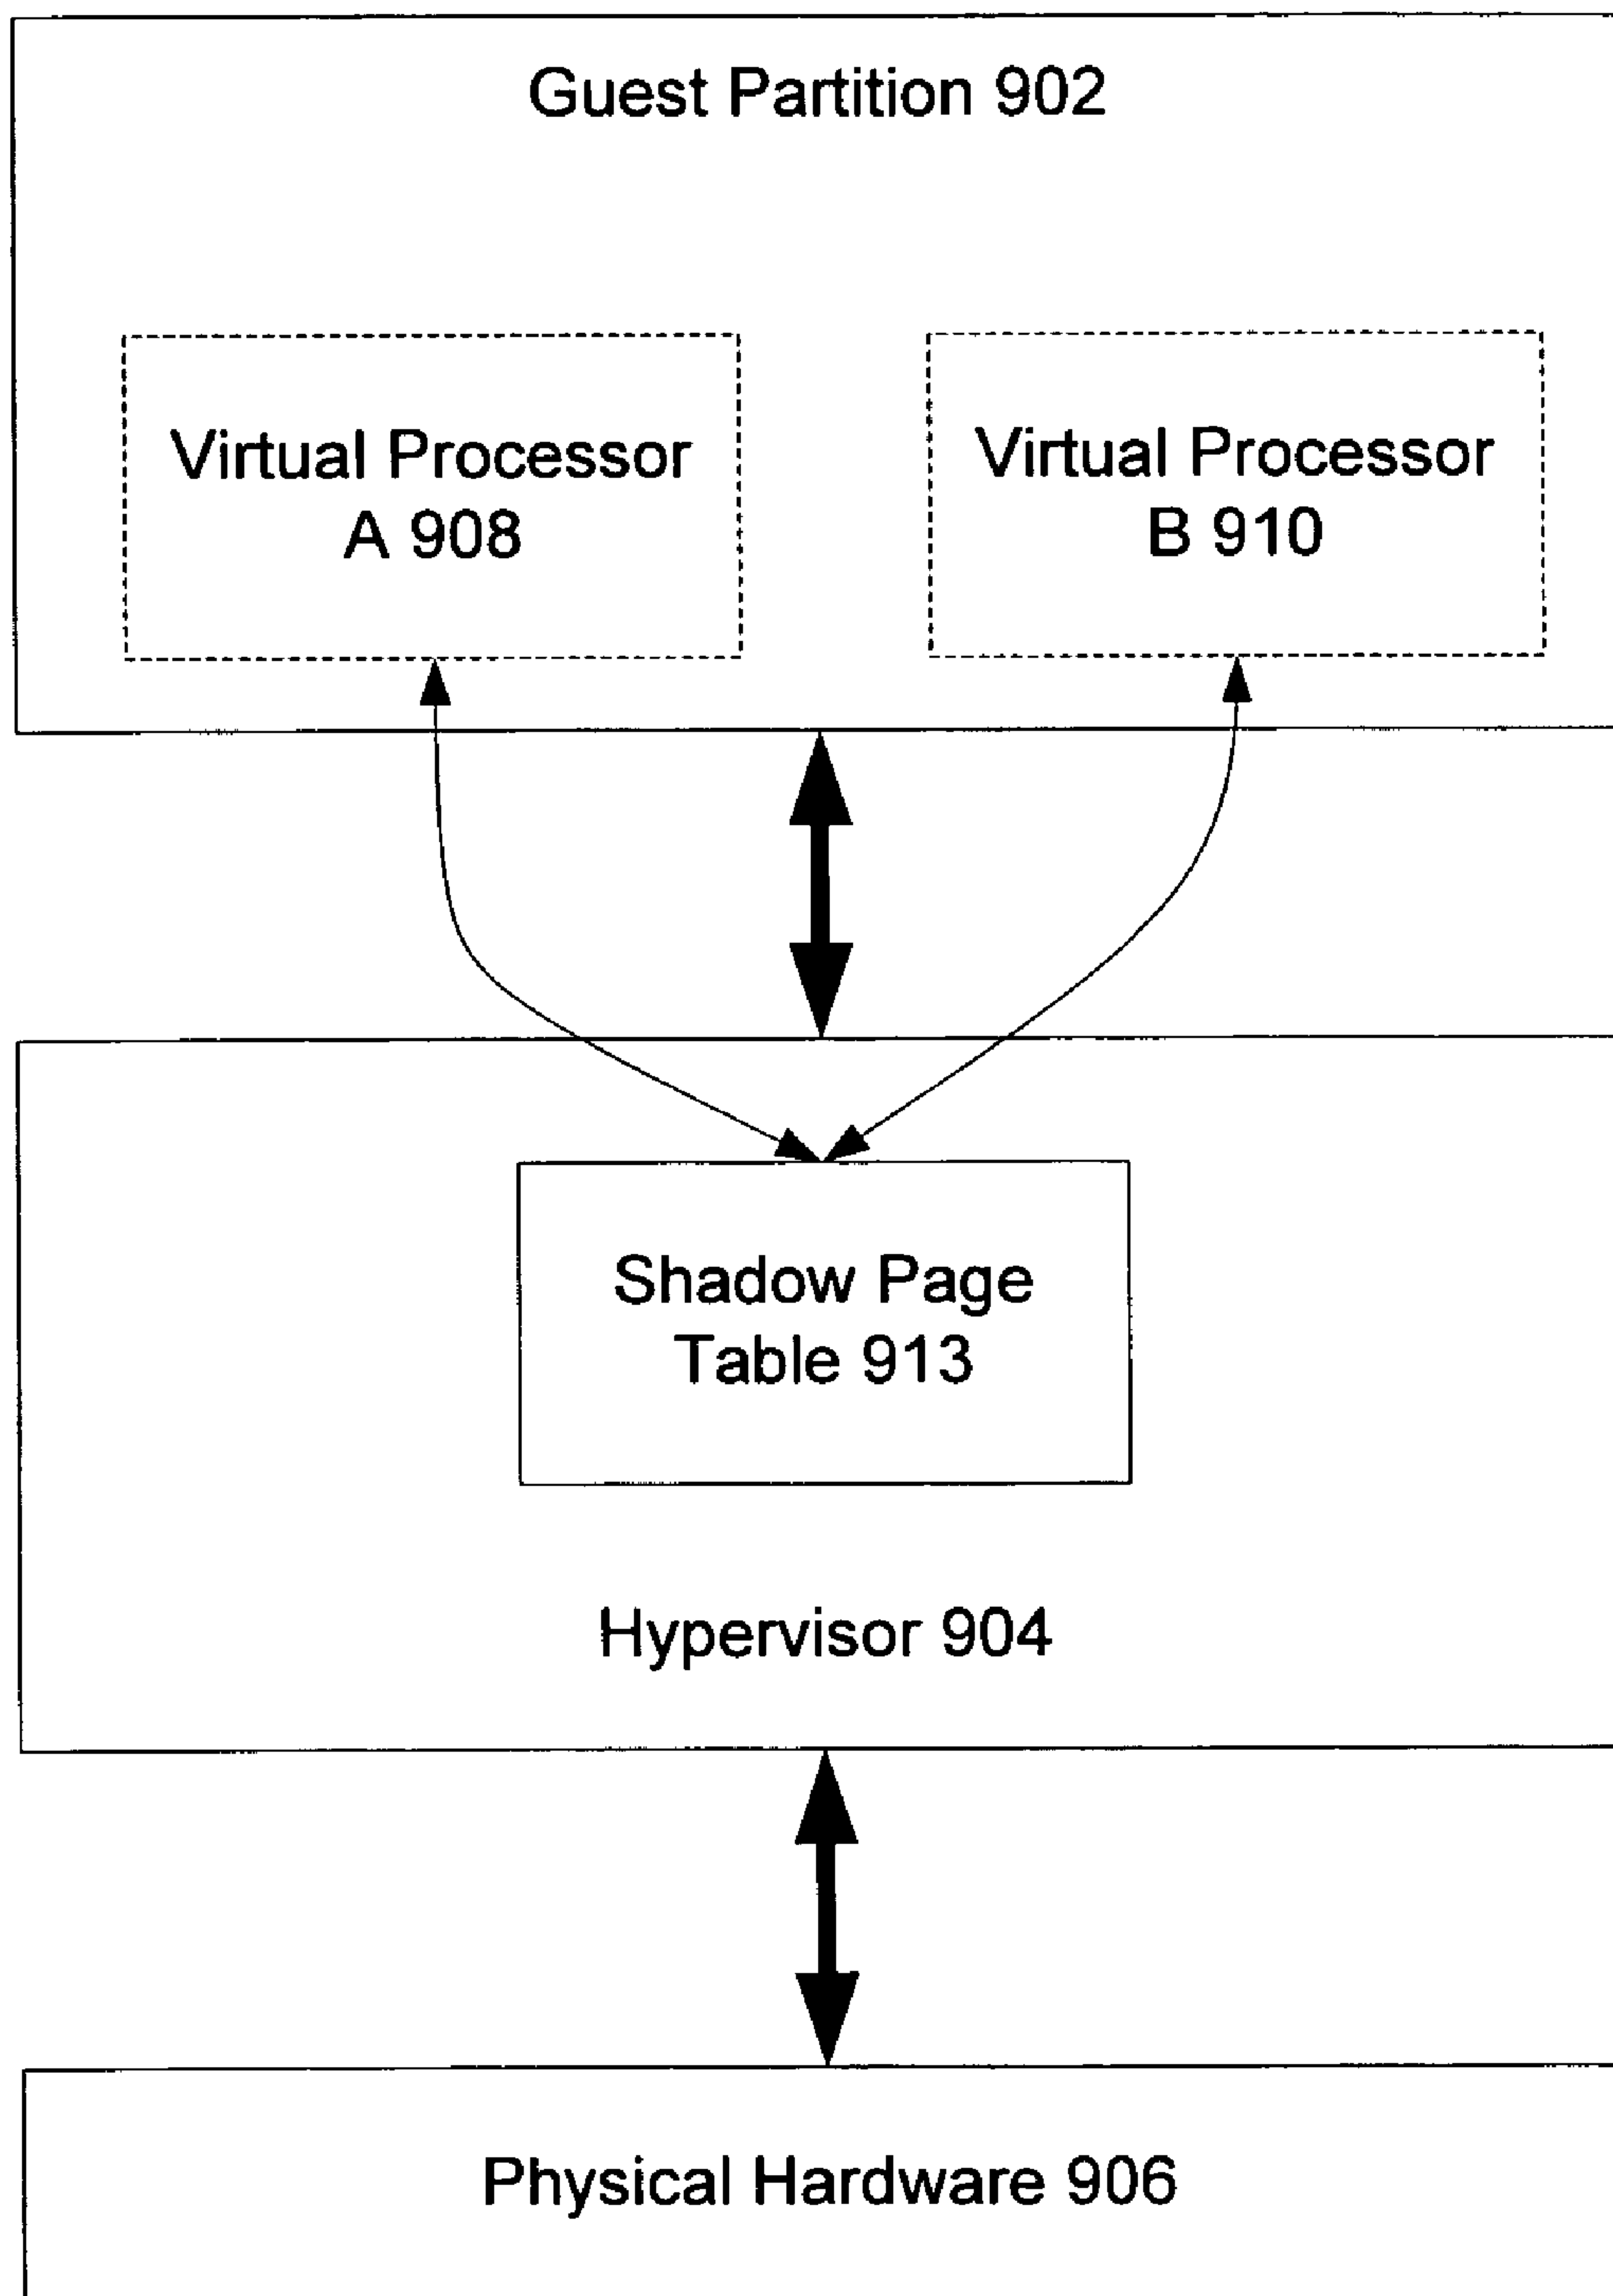 Guest Partition 902
Virtual Processor
A 908
Virtual Processor
B 910
Shadow Page
Table 913
Hypervisor 904
Physical Hardware 906